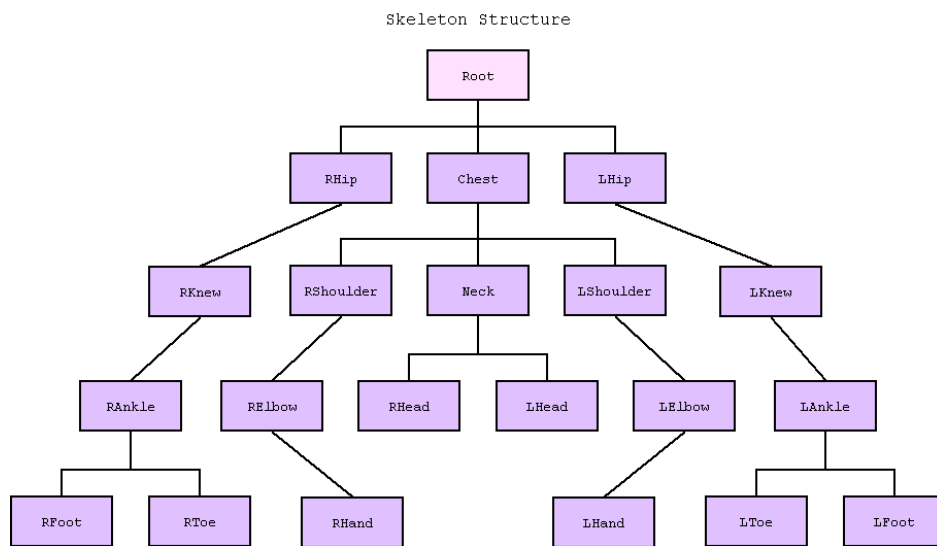 Skeleton Structure
Root
RHip
Chest
LHip
RKnew
RShoulder
Neck
LShoulder
LKnew
RAnkle
RElbow
RHead
LHead
LElbow
LAnkle
RFoot
RToe
RHand
LHand
LToe
LFoot